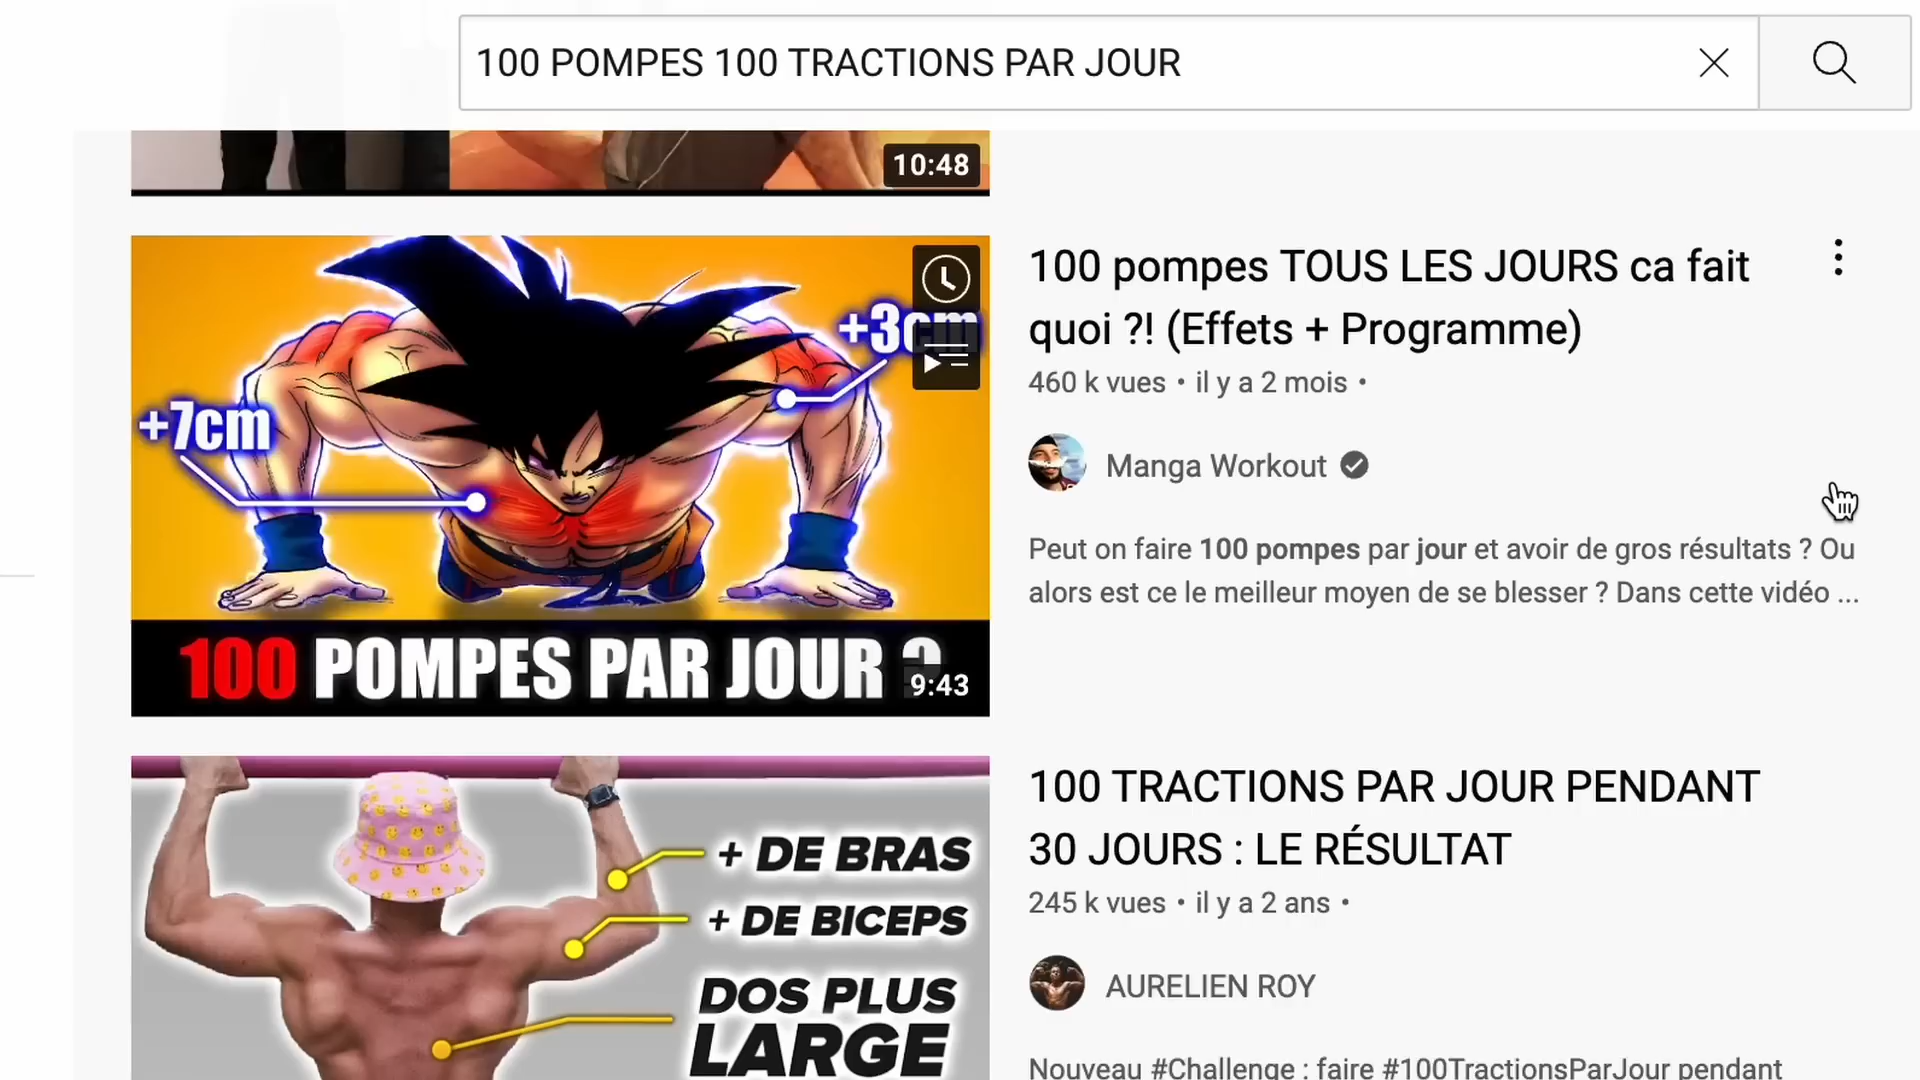 100 POMPES 100 TRACTIONS PAR JOUR
10:48
+3cm
+7cm
100 POMPES PAR JOUR ?
9:43
100 pompes TOUS LES JOURS ca fait
quoi ?! (Effets + Programme)
460 k vues • il y a 2 mois •
Manga Workout
Peut on faire 100 pompes par jour et avoir de gros résultats ? Ou
alors est ce le meilleur moyen de se blesser ? Dans cette vidéo ...
+ DE BRAS
+ DE BICEPS
DOS PLUS
LARGE
100 TRACTIONS PAR JOUR PENDANT
30 JOURS : LE RÉSULTAT
245 k vues • il y a 2 ans •
AURELIEN ROY
Nouveau #Challenge : faire #100TractionsParJour pendant